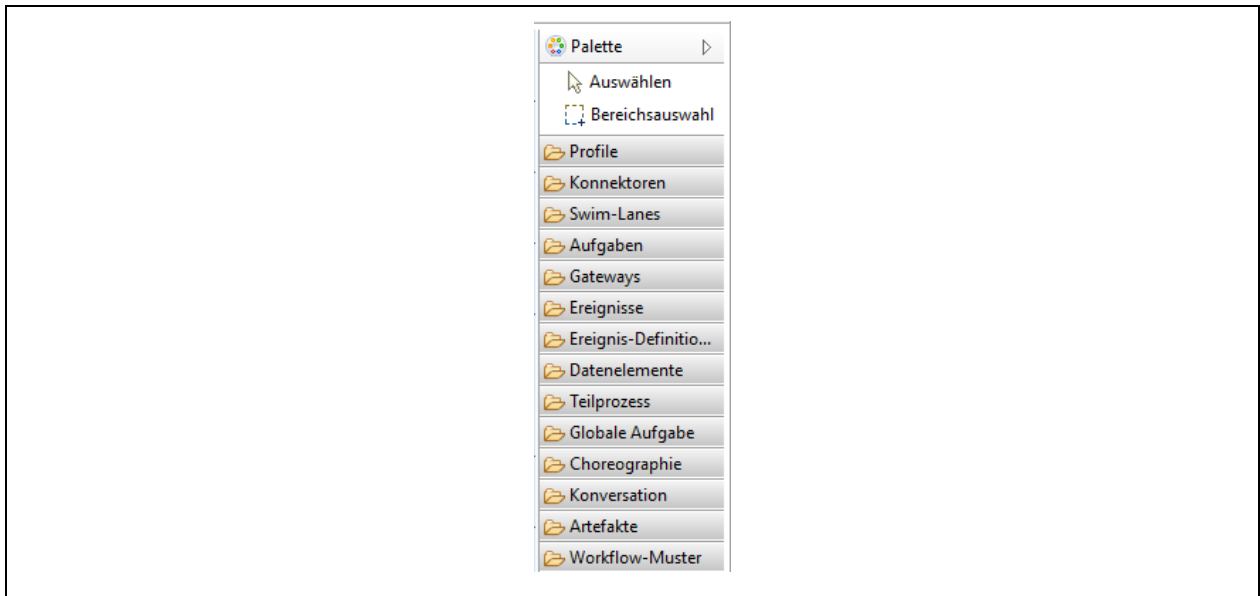 Palette
Auswählen
Bereichsauswahl
Profile
Konnektoren
Swim-Lanes
Aufgaben
Gateways
Ereignisse
Ereignis-Definitio...
Datenelemente
Teilprozess
Globale Aufgabe
Choreographie
Konversation
Artefakte
Workflow-Muster